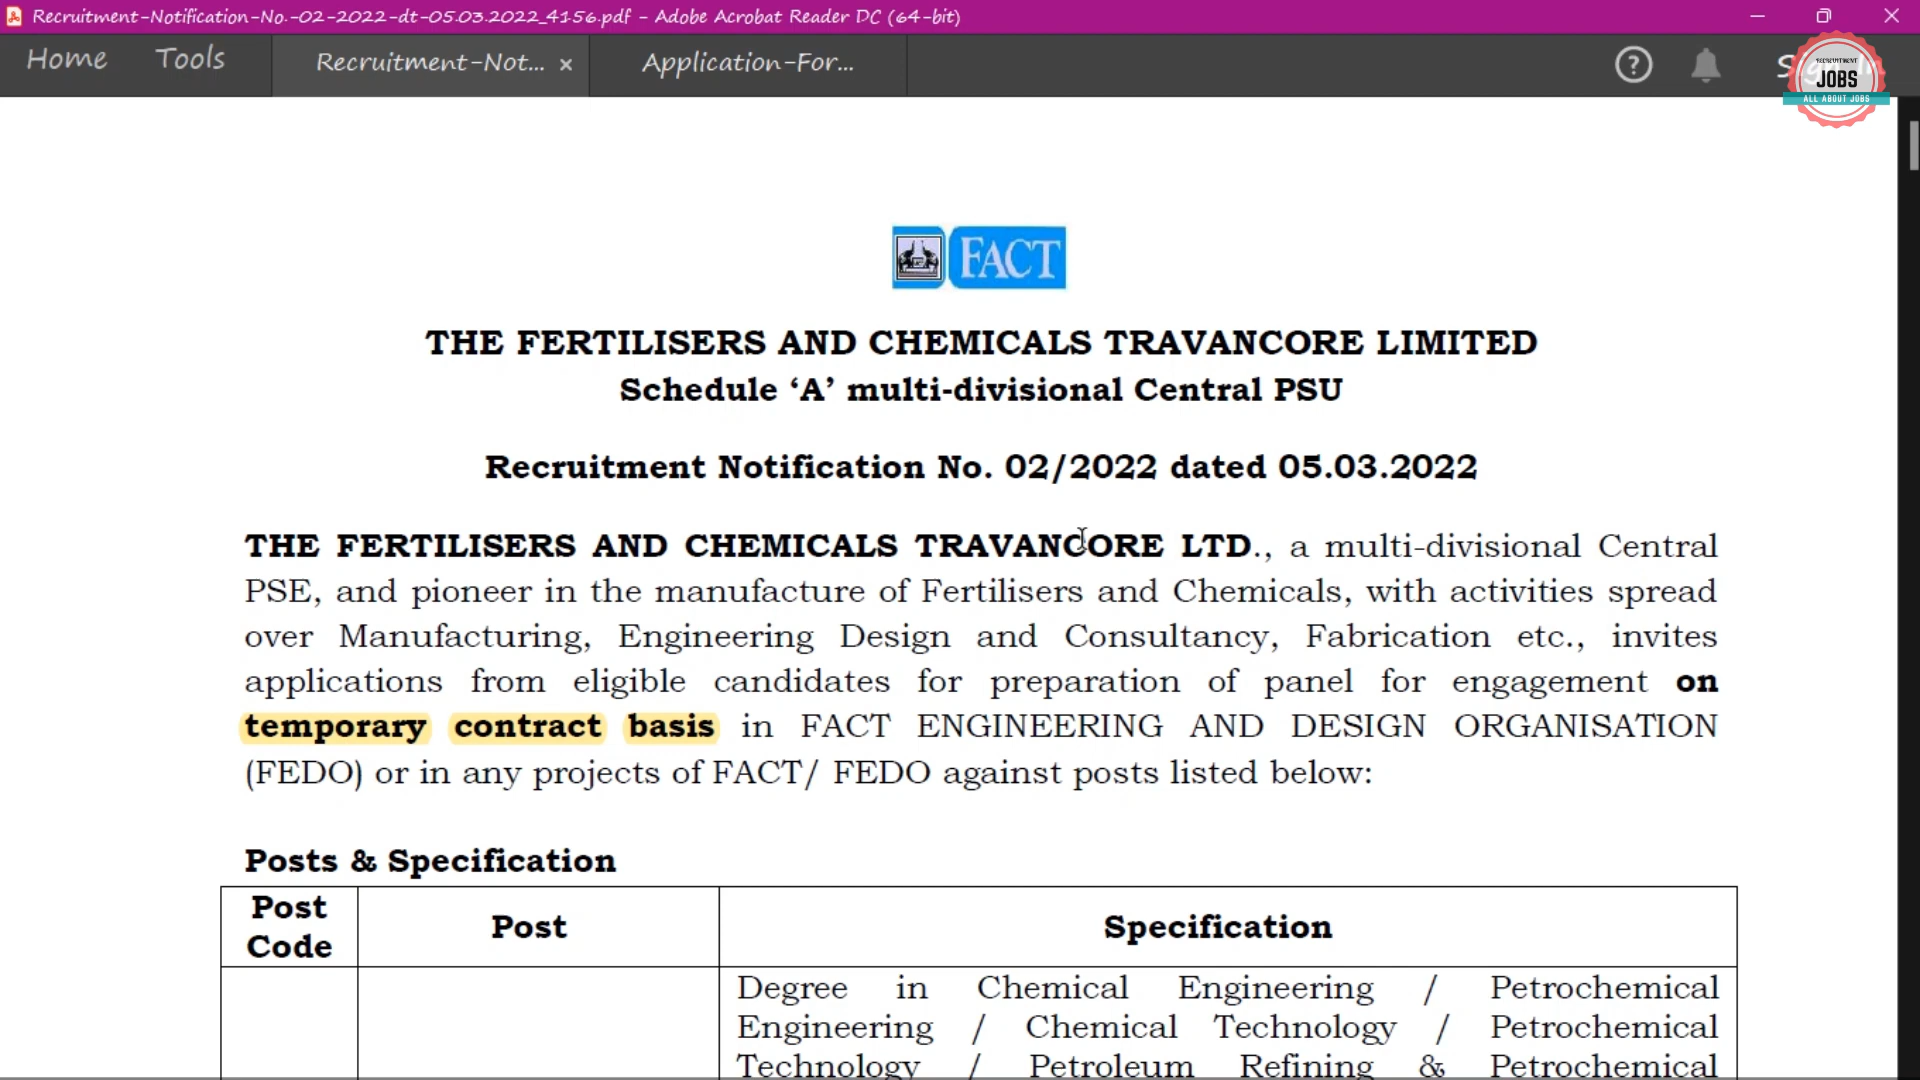 Recruitment-Notification-No.-02-2022-dt-05.03.2022_4156.pdf - Adobe Acrobat Reader DC (64-bit)
Home Tools Recruitment-Not... × Application-For...
RECRUITMENT
JOBS
ALL ABOUT JOBS
FACT
THE FERTILISERS AND CHEMICALS TRAVANCORE LIMITED
Schedule ‘A’ multi-divisional Central PSU
Recruitment Notification No. 02/2022 dated 05.03.2022
THE FERTILISERS AND CHEMICALS TRAVANCORE LTD., a multi-divisional Central
PSE, and pioneer in the manufacture of Fertilisers and Chemicals, with activities spread
over Manufacturing, Engineering Design and Consultancy, Fabrication etc., invites
applications from eligible candidates for preparation of panel for engagement on
temporary contract basis in FACT ENGINEERING AND DESIGN ORGANISATION
(FEDO) or in any projects of FACT/ FEDO against posts listed below:
Posts & Specification
Post Code
Post
Specification
Degree in Chemical Engineering / Petrochemical
Engineering / Chemical Technology / Petrochemical
Technology / Petroleum Refining & Petrochemical